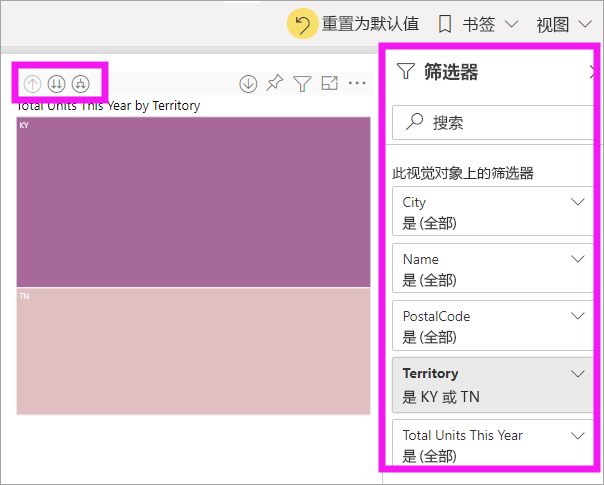 重置为默认值 书签 视图
筛选器
搜索
Total Units This Year by Territory
KY
TN
此视觉对象上的筛选器
City
是 (全部)
Name
是 (全部)
PostalCode
是 (全部)
Territory
是 KY 或 TN
Total Units This Year
是 (全部)